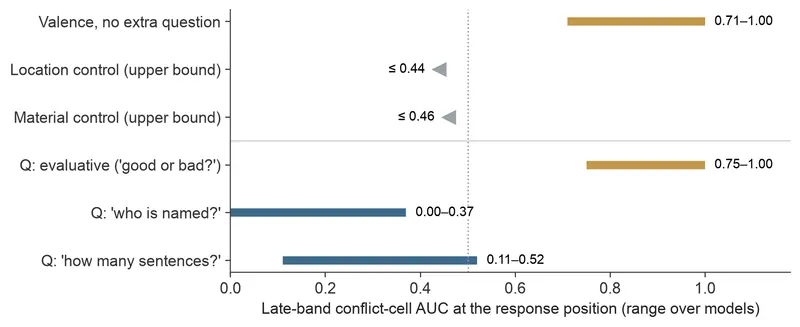 Valence, no extra question
0.71–1.00
Location control (upper bound)
≤ 0.44
Material control (upper bound)
≤ 0.46
Q: evaluative ('good or bad?')
0.75–1.00
Q: 'who is named?'
0.00–0.37
Q: 'how many sentences?'
0.11–0.52
0.0 0.2 0.4 0.6 0.8 1.0
Late-band conflict-cell AUC at the response position (range over models)